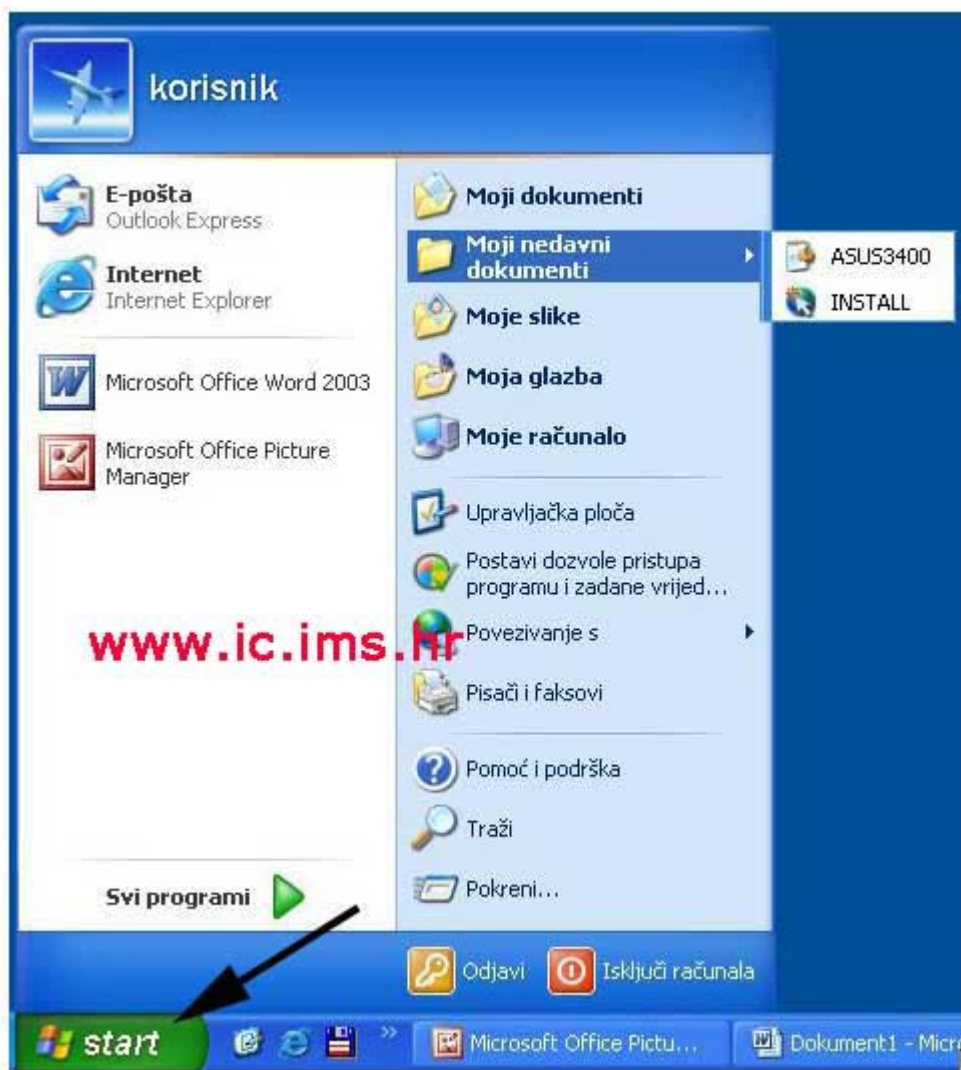 korisnik
E-pošta
Outlook Express
Internet
Internet Explorer
Microsoft Office Word 2003
Microsoft Office Picture
Manager
Svi programi
Moji dokumenti
Moji nedavni
dokumenti
Moje slike
Moja glazba
Moje računalo
Upravljačka ploča
Postavi dozvole pristupa
programu i zadane vrijed...
Povezivanje s
Pisači i faksovi
Pomoć i podrška
Traži
Pokreni...
ASUS3400
INSTALL
www.ic.ims.hr
Odjavi
Isključi računala
start
Microsoft Office Pictu...
Dokument1 - Micr